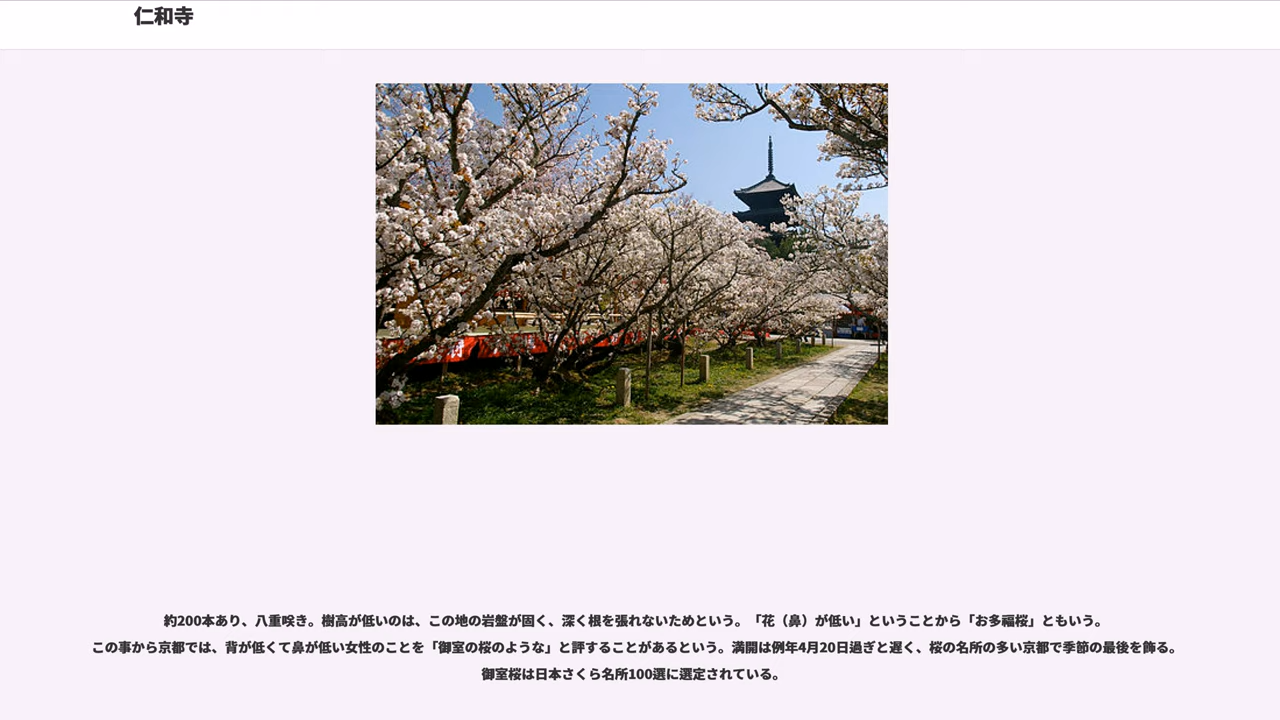 仁和寺
約200本あり、八重咲き。樹高が低いのは、この地の岩盤が固く、深く根を張れないためという。「花（鼻）が低い」ということから「お多福桜」ともいう。
この事から京都では、背が低くて鼻が低い女性のことを「御室の桜のような」と評することがあるという。満開は例年4月20日過ぎと遅く、桜の名所の多い京都で季節の最後を飾る。
御室桜は日本さくら名所100選に選定されている。